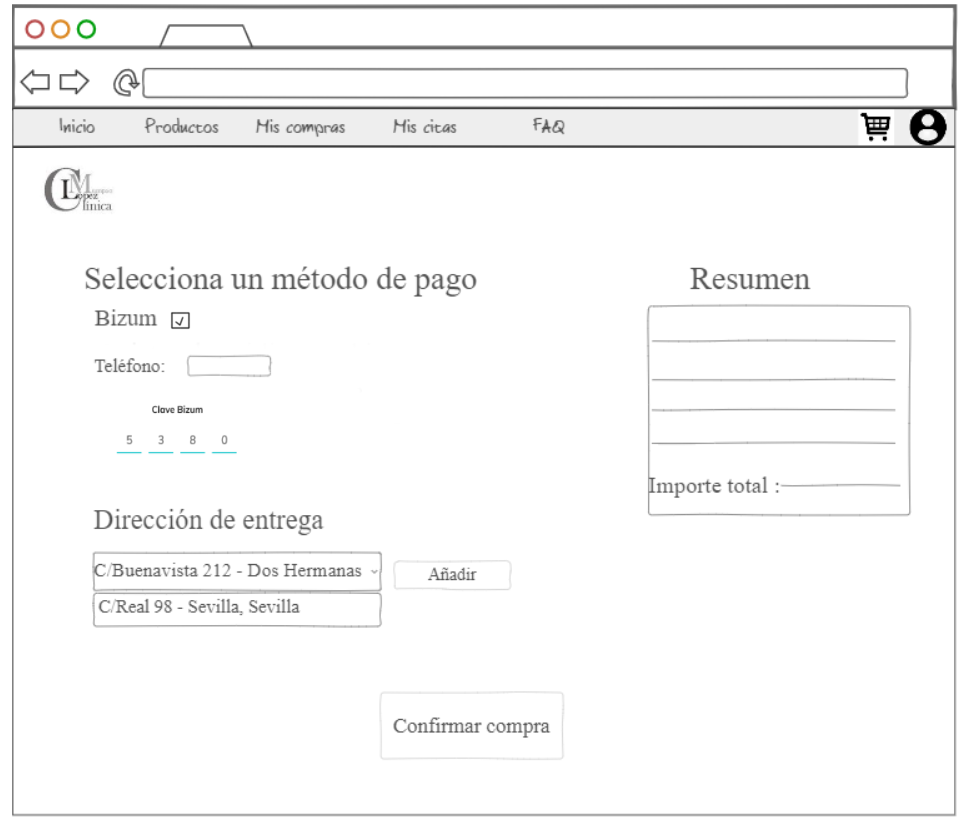 Inicio Productos Mis compras Mis citas FAQ
CLM
Lopez
Clínica
Selecciona un método de pago
Bizum
Teléfono:
Clave Bizum
5 3 8 0
Resumen
Importe total :
Dirección de entrega
C/Buenavista 212 - Dos Hermanas
Añadir
C/Real 98 - Sevilla, Sevilla
Confirmar compra